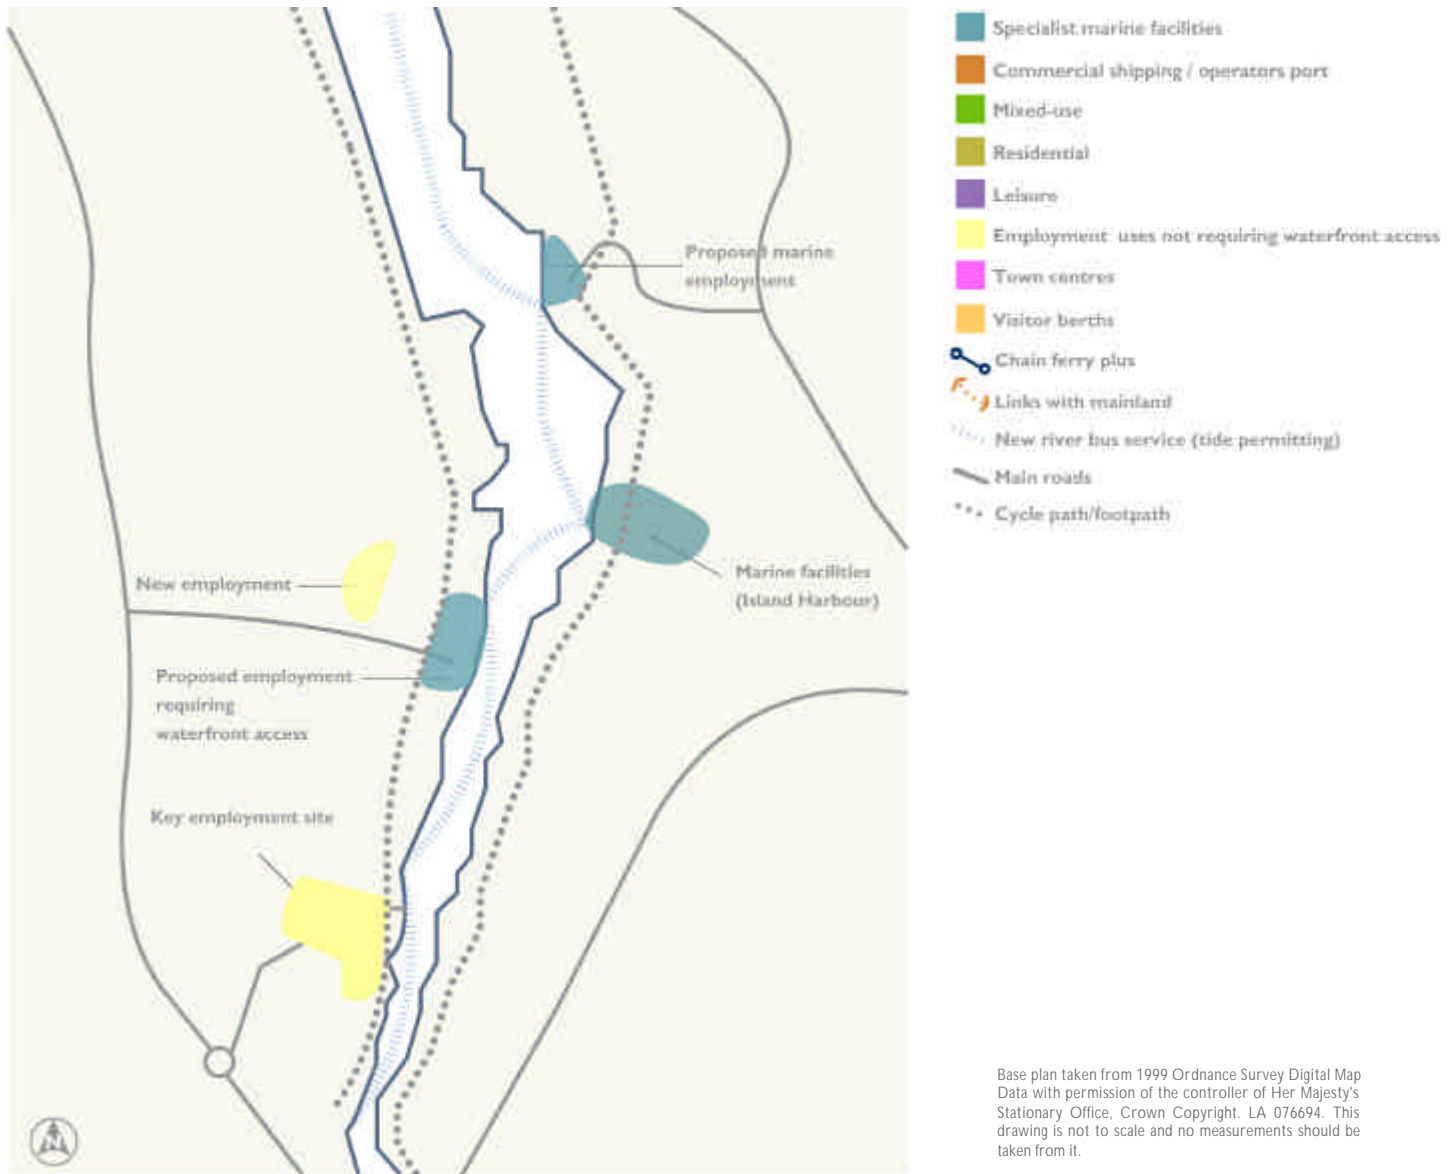 Specialist marine facilities
Commercial shipping / operators port
Mixed-use
Residential
Leisure
Employment uses not requiring waterfront access
Town centres
Visitor berths
Chain ferry plus
Links with mainland
New river bus service (tide permitting)
Main roads
Cycle path/footpath
Proposed marine
employment
Marine facilities
(Island Harbour)
New employment
Proposed employment
requiring
waterfront access
Key employment site
N
Base plan taken from 1999 Ordnance Survey Digital Map
Data with permission of the controller of Her Majesty's
Stationary Office, Crown Copyright. LA 076694. This
drawing is not to scale and no measurements should be
taken from it.